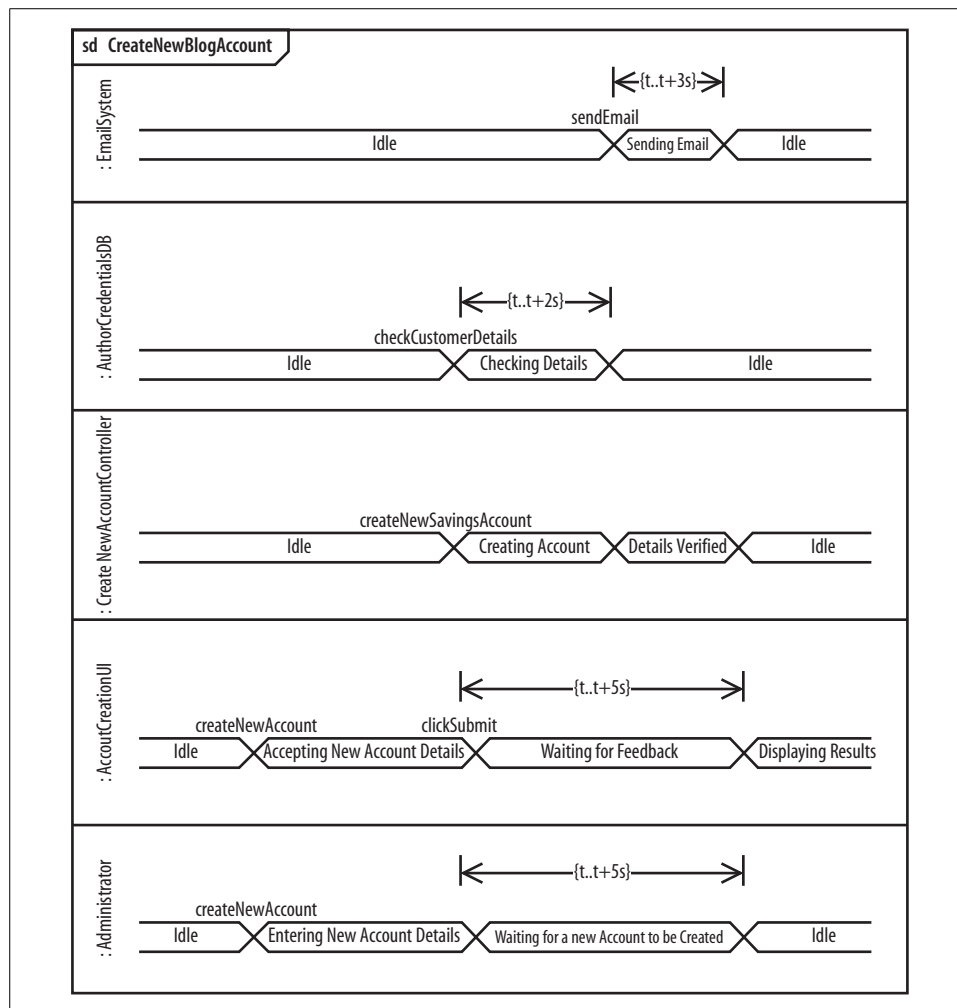 sd CreateNewBlogAccount
: EmailSystem
{t..t+3s}
sendEmail
Idle
Sending Email
Idle
: AuthorCredentialsDB
{t..t+2s}
checkCustomerDetails
Idle
Checking Details
Idle
: Create NewAccountController
createNewSavingsAccount
Idle
Creating Account
Details Verified
Idle
: AccoutCreationUI
{t..t+5s}
createNewAccount
clickSubmit
Idle
Accepting New Account Details
Waiting for Feedback
Displaying Results
: Administrator
{t..t+5s}
createNewAccount
Idle
Entering New Account Details
Waiting for a new Account to be Created
Idle